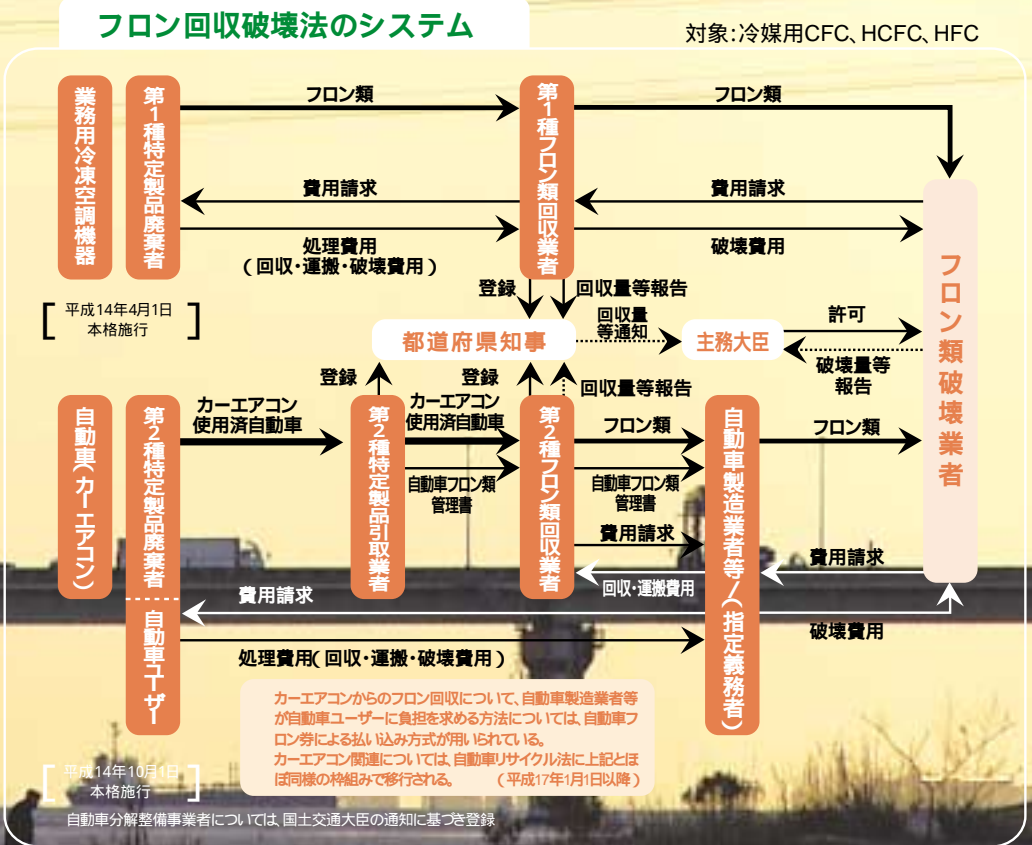 フロン回収破壊法のシステム
対象:冷媒用CFC、HCFC、HFC
業務用冷凍空調機器
第1種特定製品廃棄者
フロン類
第1種フロン類回収業者
フロン類
費用請求
費用請求
処理費用
(回収・運搬・破壊費用)
破壊費用
フロン類破壊業者
平成14年4月1日
本格施行
登録
回収量等報告
都道府県知事
回収量
等通知
主務大臣
許可
破壊量等
報告
登録
登録
回収量等報告
自動車(カーエアコン)
第2種特定製品廃棄者
自動車ユーザー
カーエアコン
使用済自動車
第2種特定製品引取業者
カーエアコン
使用済自動車
自動車フロン類
管理書
第2種フロン類回収業者
フロン類
自動車フロン類
管理書
費用請求
回収・運搬費用
自動車製造業者等/(指定義務者)
フロン類
費用請求
破壊費用
費用請求
処理費用(回収・運搬・破壊費用)
カーエアコンからのフロン回収について、自動車製造業者等
が自動車ユーザーに負担を求める方法については、自動車フ
ロン券による払い込み方式が用いられている。
カーエアコン関連については、自動車リサイクル法に上記とほ
ぼ同様の枠組みで移行される。 (平成17年1月1日以降)
平成14年10月1日
本格施行
自動車分解整備事業者については、国土交通大臣の通知に基づき登録